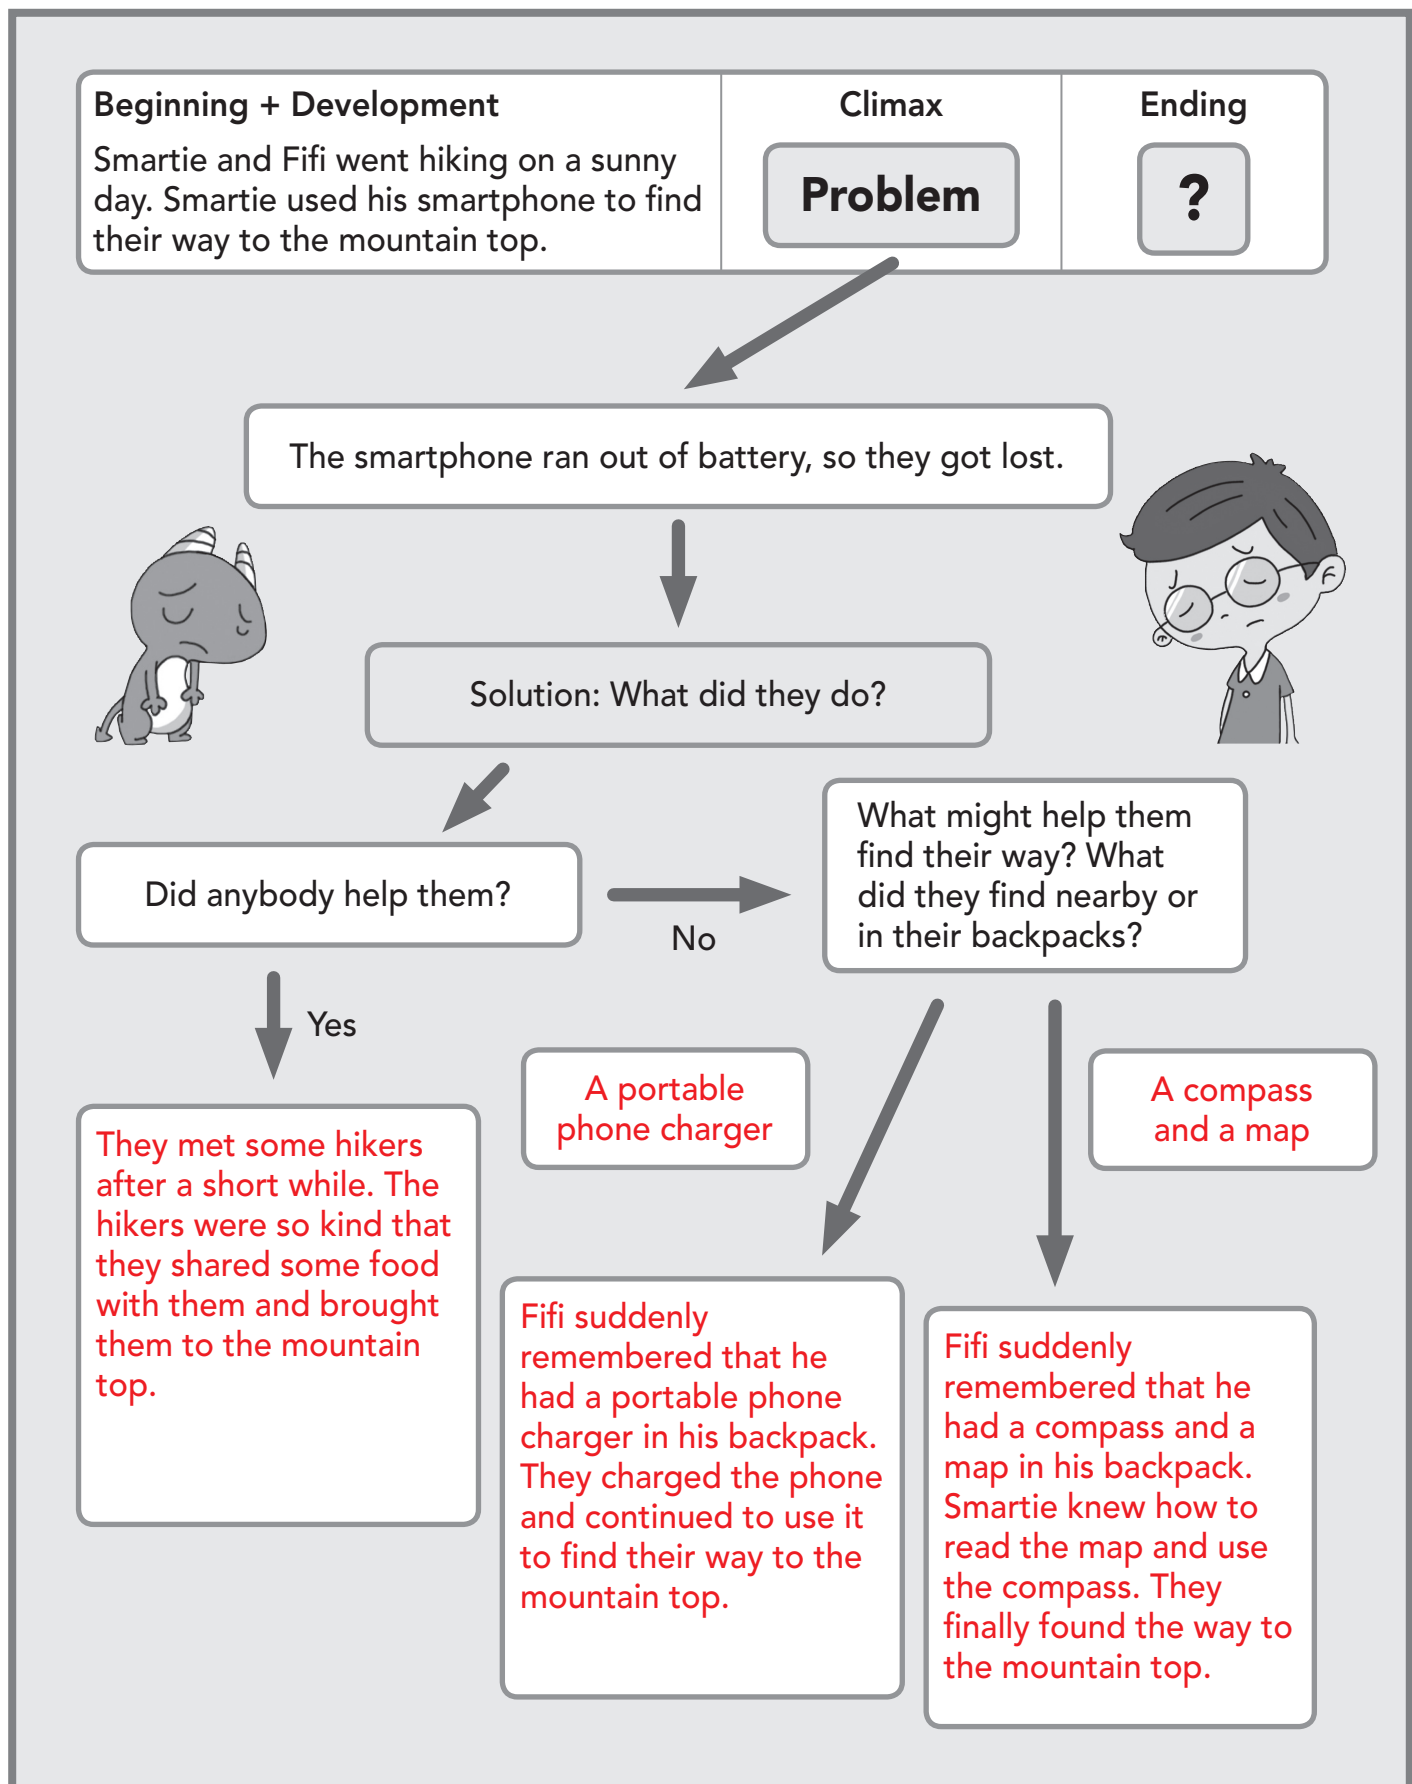 Beginning + Development
Smartie and Fifi went hiking on a sunny
day. Smartie used his smartphone to find
their way to the mountain top.
Climax
Problem
Ending
?
The smartphone ran out of battery, so they got lost.
Solution: What did they do?
Did anybody help them?
No
What might help them
find their way? What
did they find nearby or
in their backpacks?
Yes
They met some hikers
after a short while. The
hikers were so kind that
they shared some food
with them and brought
them to the mountain
top.
A portable
phone charger
Fifi suddenly
remembered that he
had a portable phone
charger in his backpack.
They charged the phone
and continued to use it
to find their way to the
mountain top.
A compass
and a map
Fifi suddenly
remembered that he
had a compass and a
map in his backpack.
Smartie knew how to
read the map and use
the compass. They
finally found the way to
the mountain top.